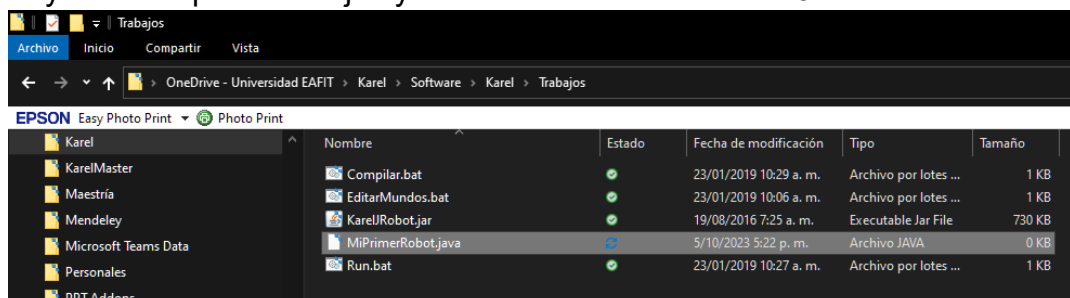 Trabajos
Archivo Inicio Compartir Vista
OneDrive - Universidad EAFIT > Karel > Software > Karel > Trabajos
EPSON Easy Photo Print Photo Print
Karel Nombre Estado Fecha de modificación Tipo Tamaño
KarelMaster Compilar.bat 23/01/2019 10:29 a. m. Archivo por lotes ... 1 KB
Maestría EditarMundos.bat 23/01/2019 10:06 a. m. Archivo por lotes ... 1 KB
Mendeley KarelJRobot.jar 19/08/2016 7:25 a. m. Executable Jar File 730 KB
Microsoft Teams Data MiPrimerRobot.java 5/10/2023 5:22 p. m. Archivo JAVA 0 KB
Personales Run.bat 23/01/2019 10:27 a. m. Archivo por lotes ... 1 KB